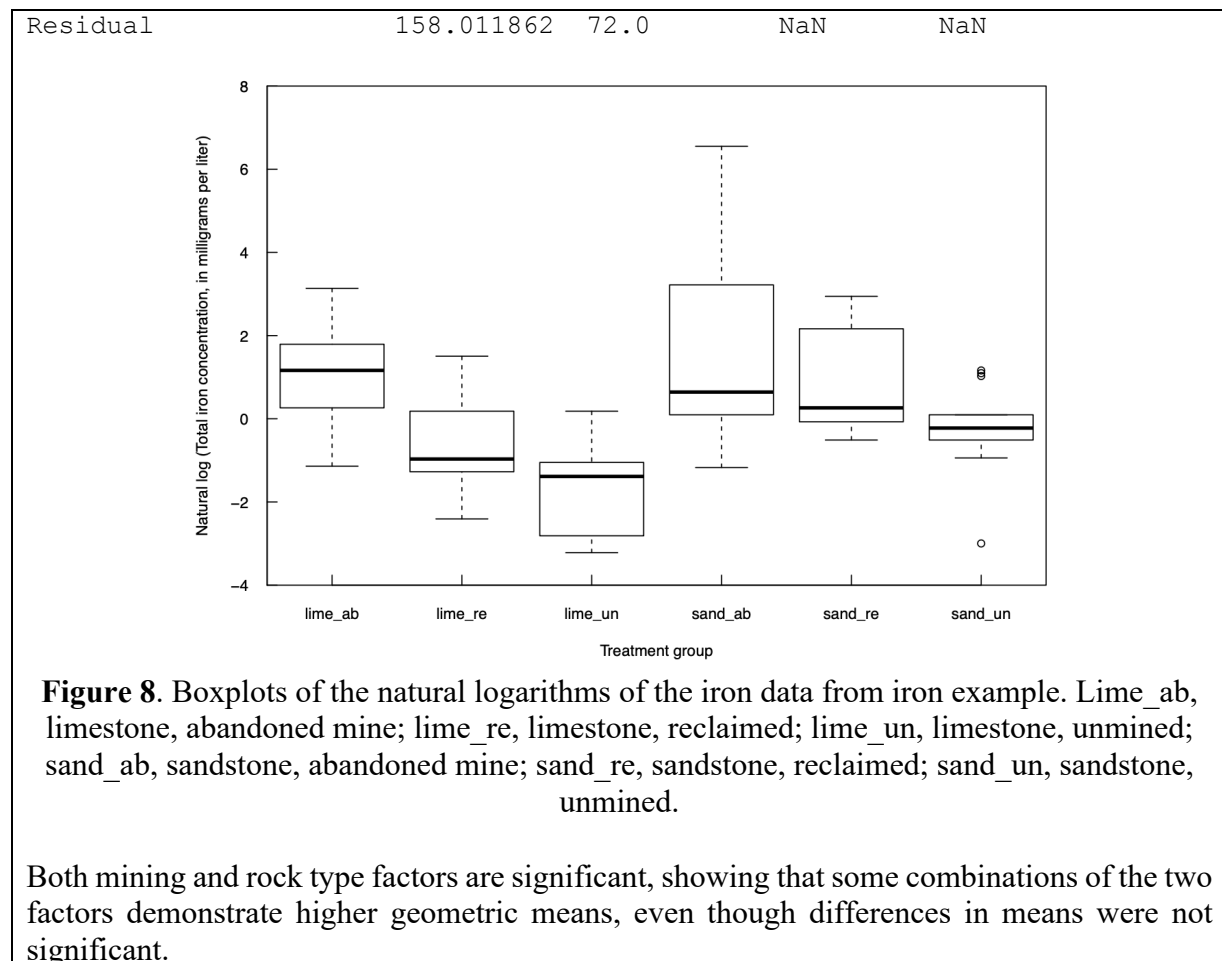 Residual 158.011862 72.0 NaN NaN
8
6
4
2
0
−2
−4
Natural log (Total iron concentration, in milligrams per liter)
lime_ab lime_re lime_un sand_ab sand_re sand_un
Treatment group
Figure 8. Boxplots of the natural logarithms of the iron data from iron example. Lime_ab,
limestone, abandoned mine; lime_re, limestone, reclaimed; lime_un, limestone, unmined;
sand_ab, sandstone, abandoned mine; sand_re, sandstone, reclaimed; sand_un, sandstone,
unmined.
Both mining and rock type factors are significant, showing that some combinations of the two
factors demonstrate higher geometric means, even though differences in means were not
significant.